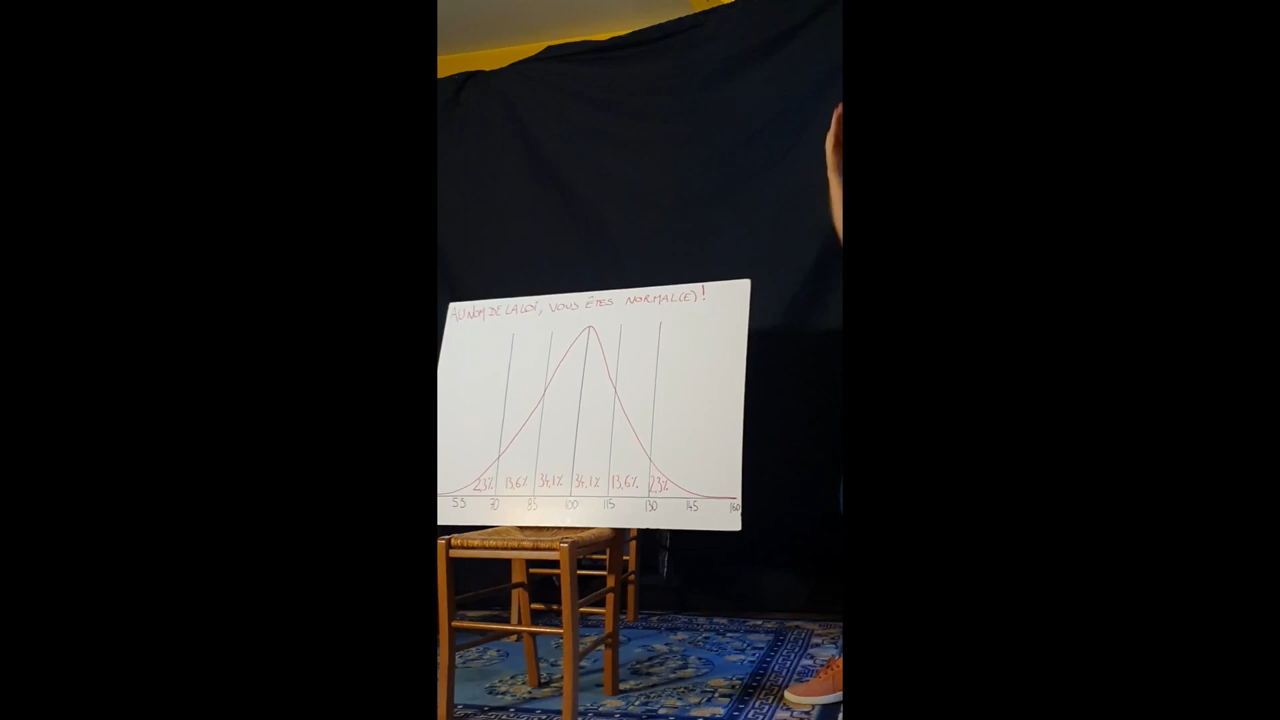 AU NOM DE LA LOI, VOUS ÊTES NORMAL(E) !
2,3% 13,6% 34,1% 34,1% 13,6% 2,3%
55 70 85 100 115 130 145 160